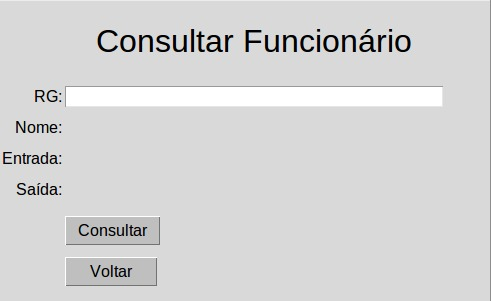 Consultar Funcionário
RG:
Nome:
Entrada:
Saída:
Consultar
Voltar